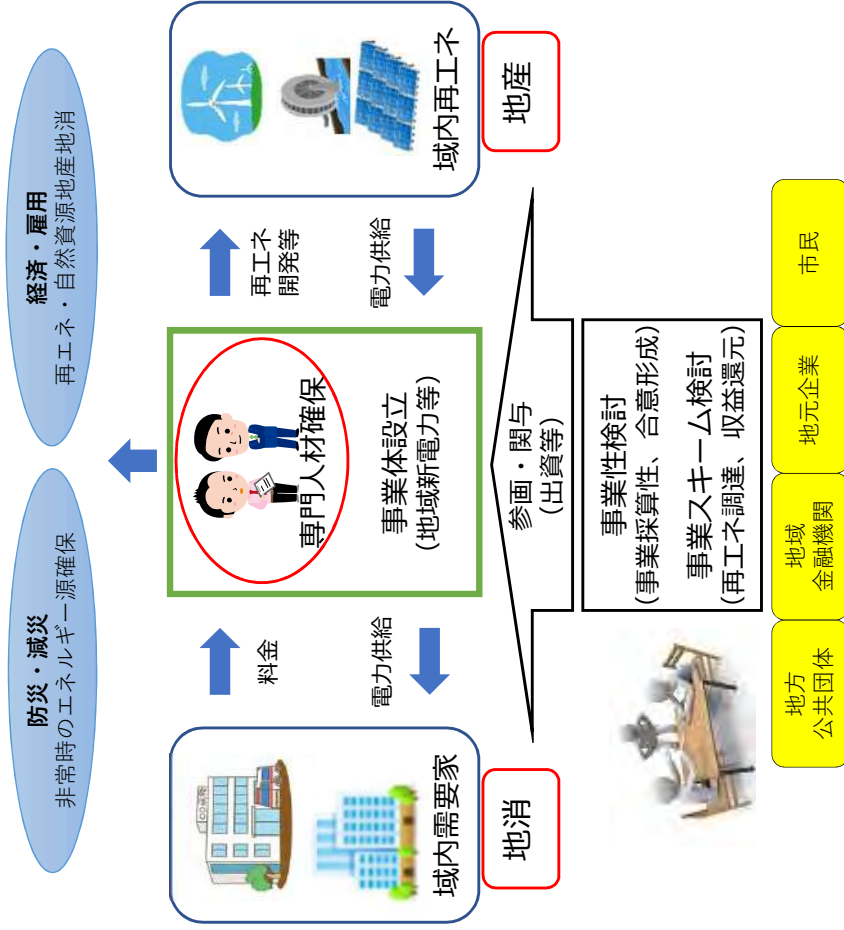 防災・減災
非常時のエネルギー源確保
経済・雇用
再エネ・自然資源地産地消
域内需要家
地消
料金
電力供給
専門人材確保
事業体設立
(地域新電力等)
再エネ
開発等
電力供給
域内再エネ
地産
参画・関与
(出資等)
事業性検討
(事業採算性、合意形成)
事業スキーム検討
(再エネ調達、収益還元)
地方
公共団体
地域
金融機関
地元企業
市民